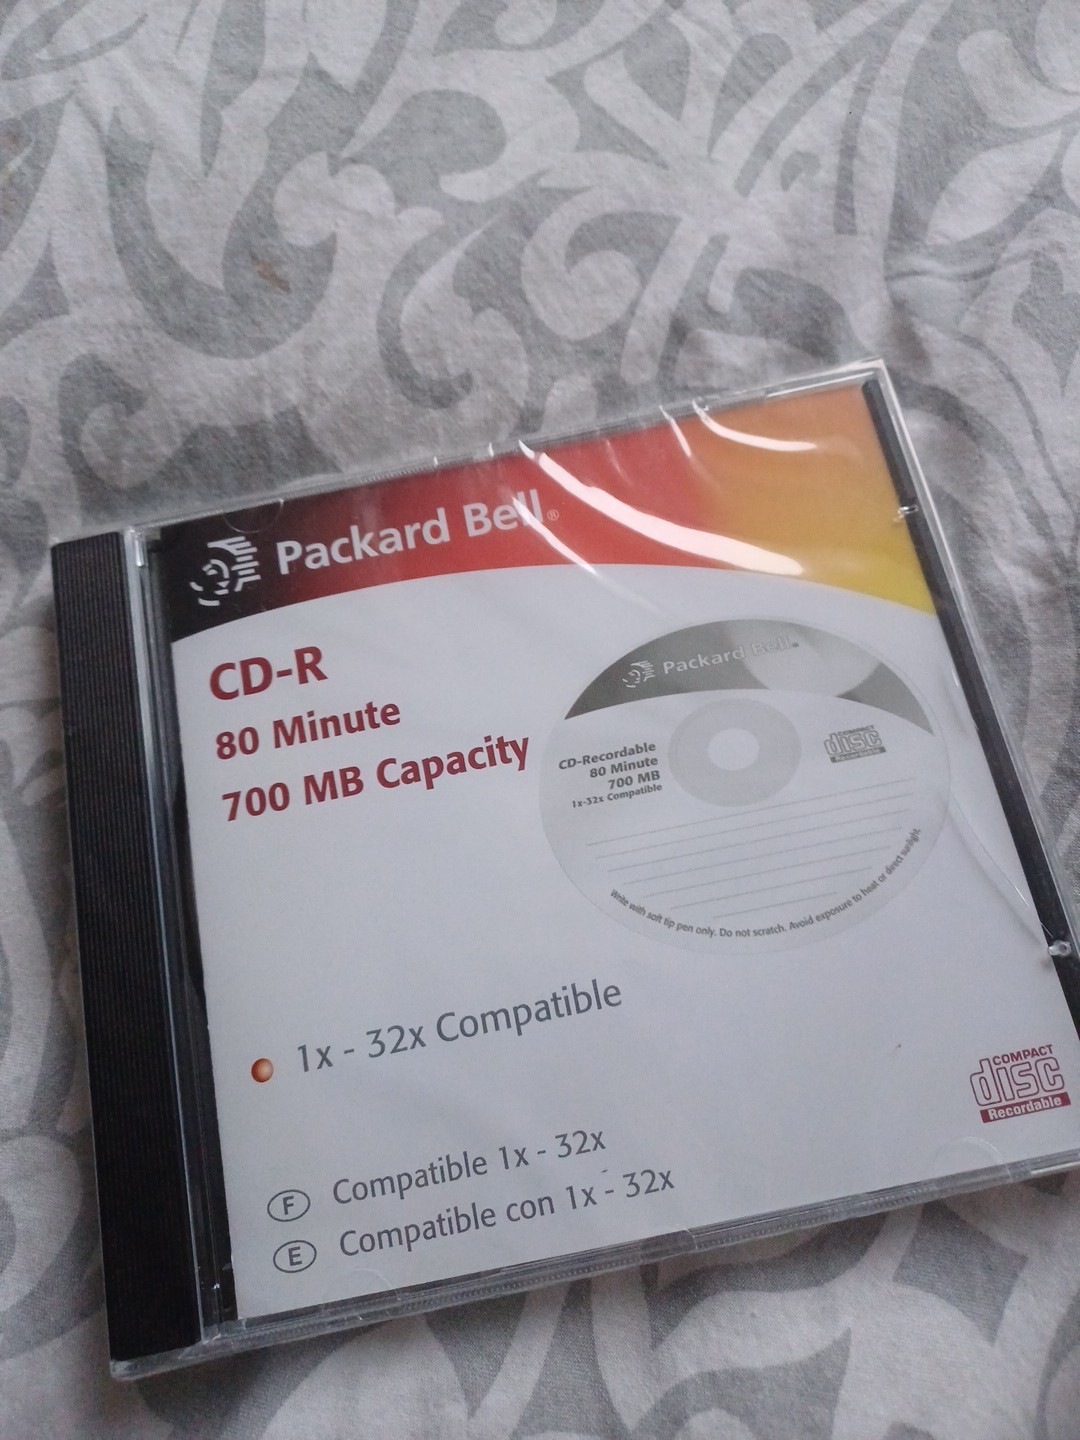 Packard Bell®
CD-R
80 Minute
700 MB Capacity
Packard Bell.
CD-Recordable
80 Minute
700 MB
1x-32x Compatible
COMPACT
disc
Recordable
Write with soft tip pen only. Do not scratch. Avoid exposure to heat or direct sunlight.
1x - 32x Compatible
COMPACT
disc
Recordable
F Compatible 1x - 32x
E Compatible con 1x - 32x